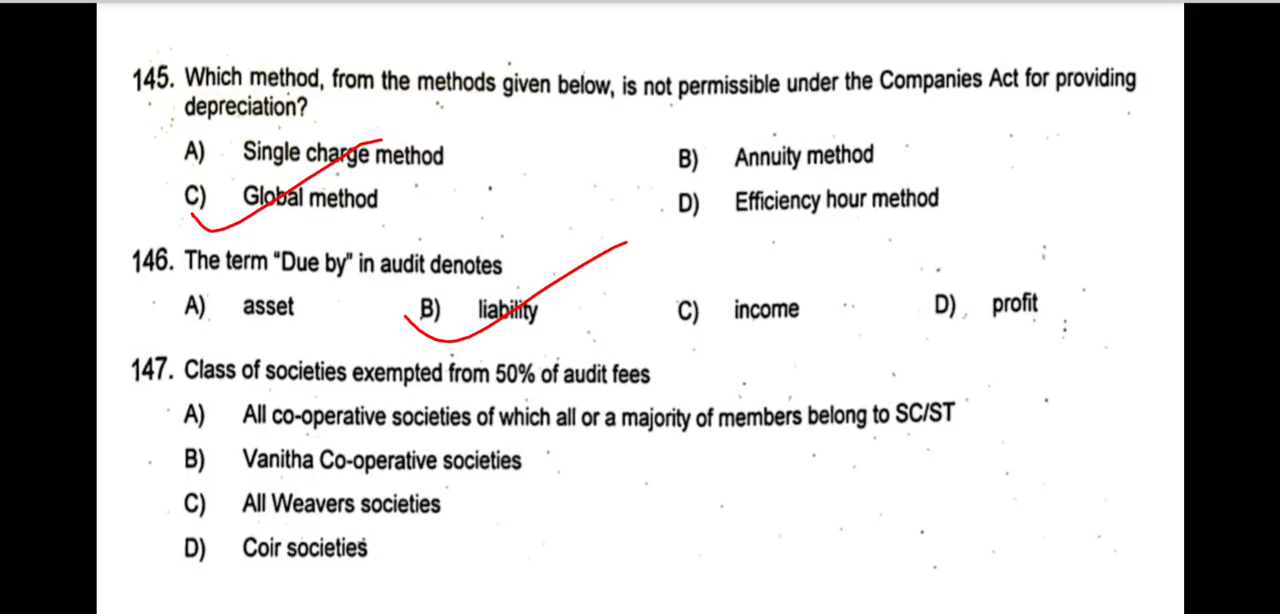 145. Which method, from the methods given below, is not permissible under the Companies Act for providing
depreciation?
A) Single charge method B) Annuity method
C) Global method D) Efficiency hour method
146. The term "Due by" in audit denotes
A) asset B) liability C) income D) profit
147. Class of societies exempted from 50% of audit fees
A) All co-operative societies of which all or a majority of members belong to SC/ST
B) Vanitha Co-operative societies
C) All Weavers societies
D) Coir societies